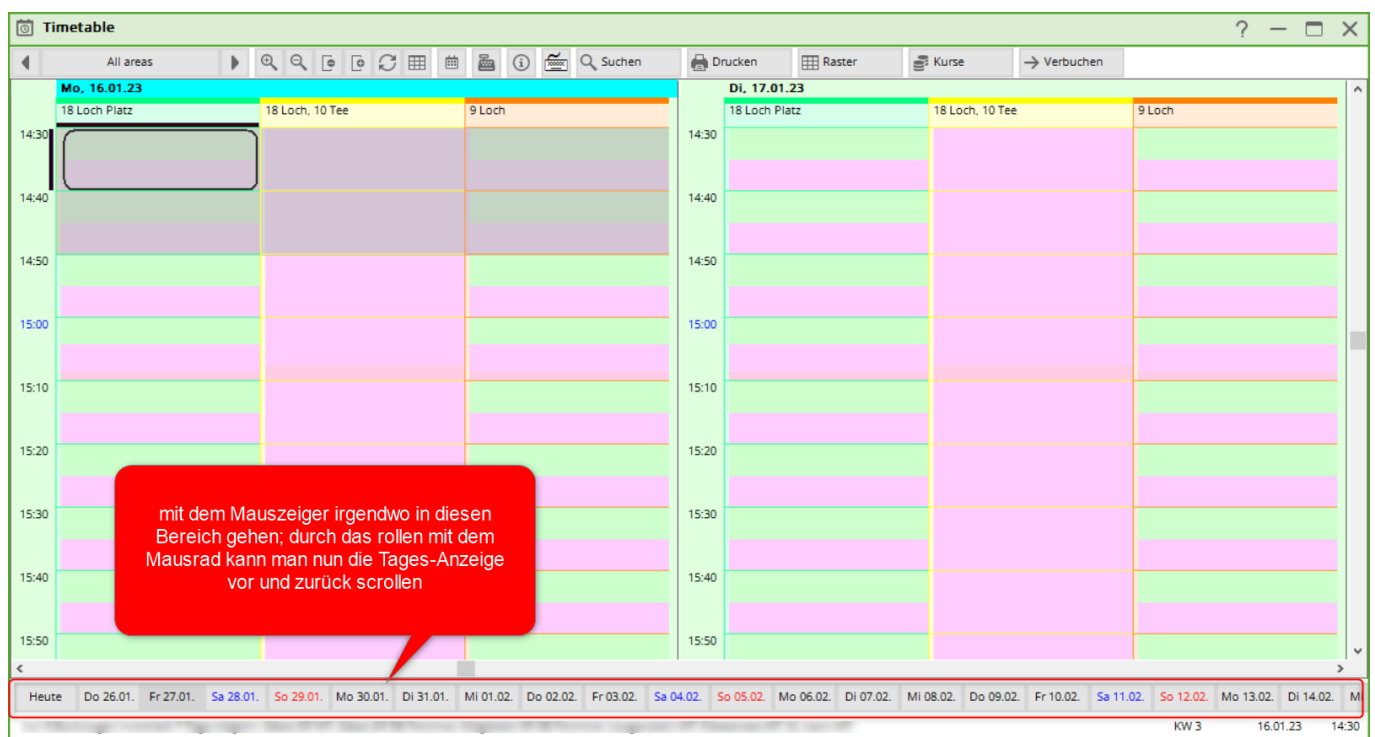 Timetable
All areas
Suchen
Drucken
Raster
Kurse
Verbuchen
Mo, 16.01.23
Di, 17.01.23
18 Loch Platz
18 Loch, 10 Tee
9 Loch
18 Loch Platz
18 Loch, 10 Tee
9 Loch
14:30
14:30
14:40
14:40
14:50
14:50
15:00
15:00
15:10
15:10
15:20
15:20
15:30
15:30
15:40
15:40
15:50
15:50
mit dem Mauszeiger irgendwo in diesen
Bereich gehen; durch das rollen mit dem
Mausrad kann man nun die Tages-Anzeige
vor und zurück scrollen
Heute Do 26.01. Fr 27.01. Sa 28.01. So 29.01. Mo 30.01. Di 31.01. Mi 01.02. Do 02.02. Fr 03.02. Sa 04.02. So 05.02. Mo 06.02. Di 07.02. Mi 08.02. Do 09.02. Fr 10.02. Sa 11.02. So 12.02. Mo 13.02. Di 14.02. M
KW 3 16.01.23 14:30